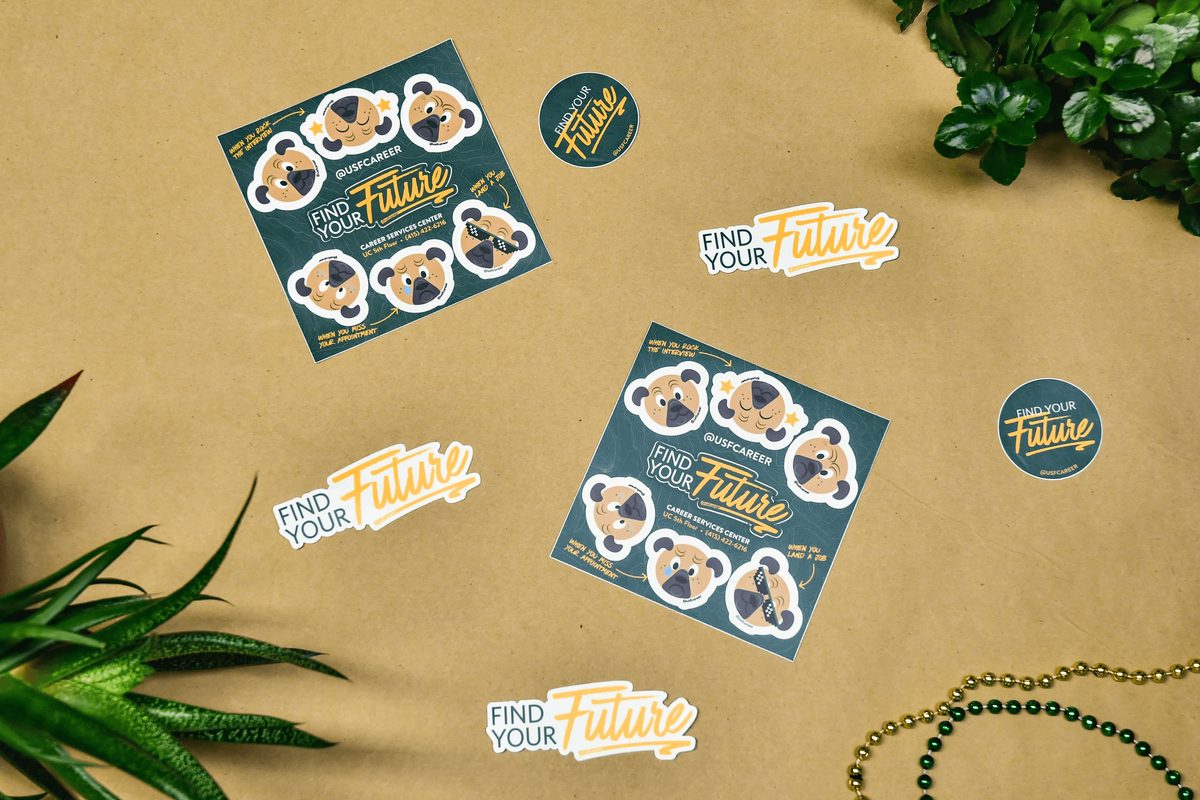 WHEN YOU ROCK
THE INTERVIEW
@USFCAREER
FIND
YOUR
Future
WHEN YOU
LAND A JOB
CAREER SERVICES CENTER
UC 5th Floor • (415) 422-6216
WHEN YOU MISS
YOUR APPOINTMENT
FIND YOUR
Future
@USFCAREER
FIND
YOUR
Future
WHEN YOU ROCK
THE INTERVIEW
@USFCAREER
FIND
YOUR
Future
CAREER SERVICES CENTER
UC 5th Floor • (415) 422-6216
WHEN YOU MISS
YOUR APPOINTMENT
WHEN YOU
LAND A JOB
FIND YOUR
Future
@USFCAREER
FIND
YOUR
Future
FIND
YOUR
Future